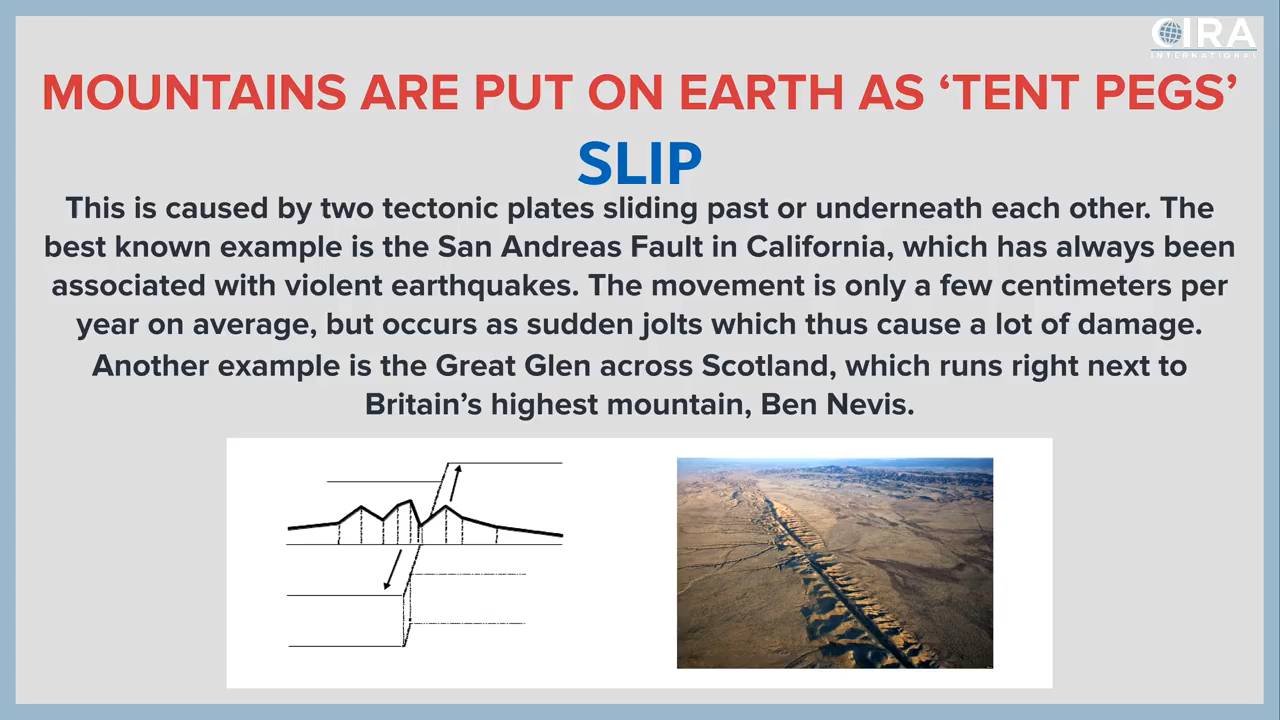 CIRA
INTERNATIONAL
MOUNTAINS ARE PUT ON EARTH AS ‘TENT PEGS’
SLIP
This is caused by two tectonic plates sliding past or underneath each other. The
best known example is the San Andreas Fault in California, which has always been
associated with violent earthquakes. The movement is only a few centimeters per
year on average, but occurs as sudden jolts which thus cause a lot of damage.
Another example is the Great Glen across Scotland, which runs right next to
Britain’s highest mountain, Ben Nevis.